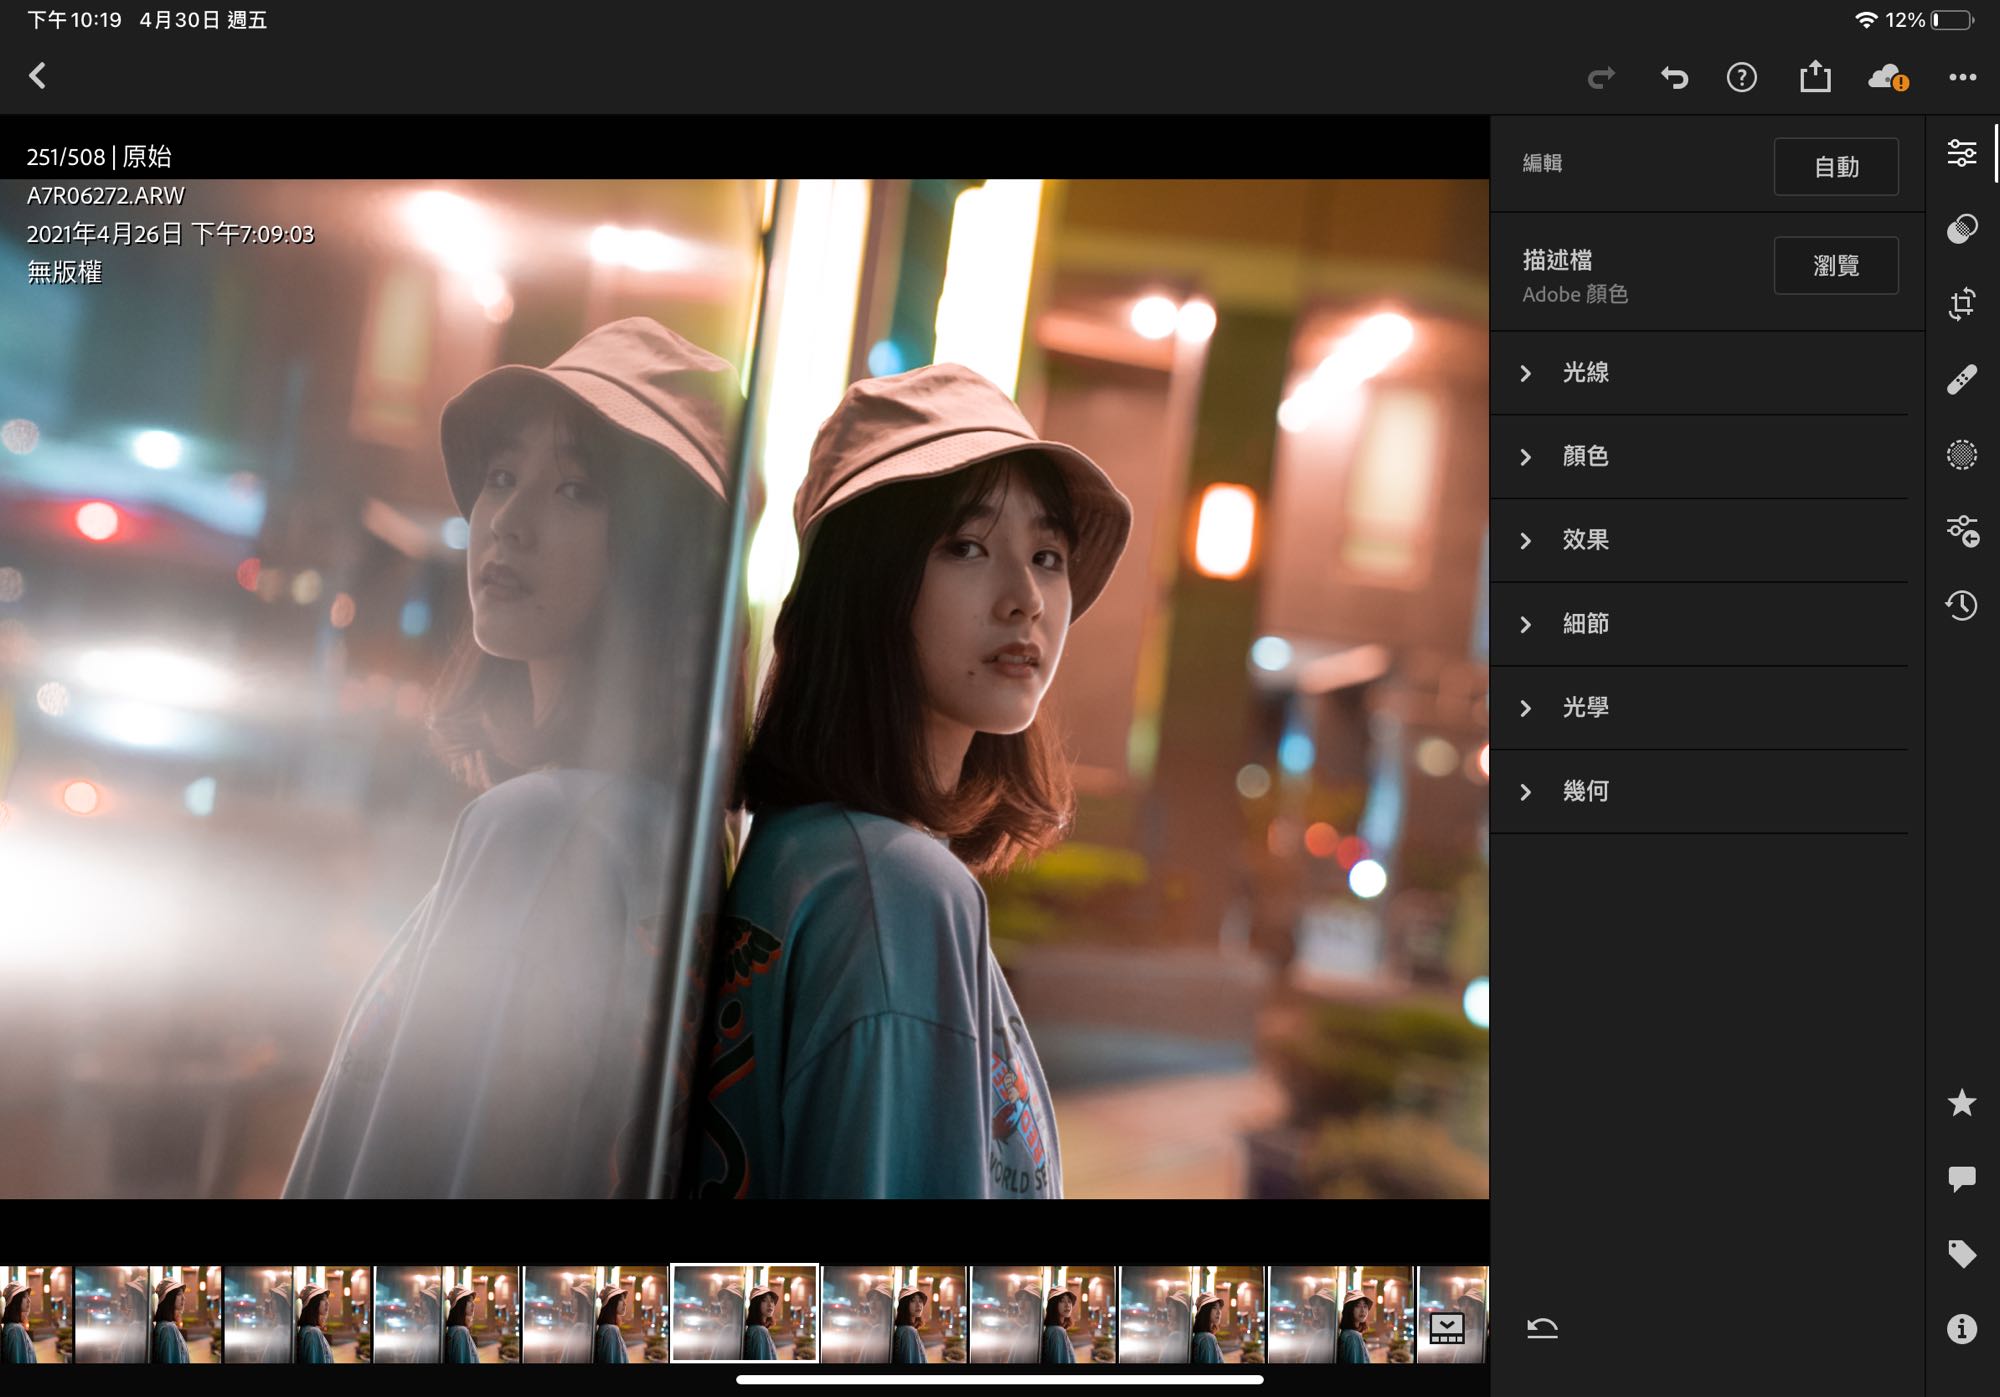 下午10:19 4月30日 週五
12%
251/508 | 原始
A7R06272.ARW
2021年4月26日 下午7:09:03
無版權
編輯
自動
描述檔
Adobe 顏色
瀏覽
光線
顏色
效果
細節
光學
幾何